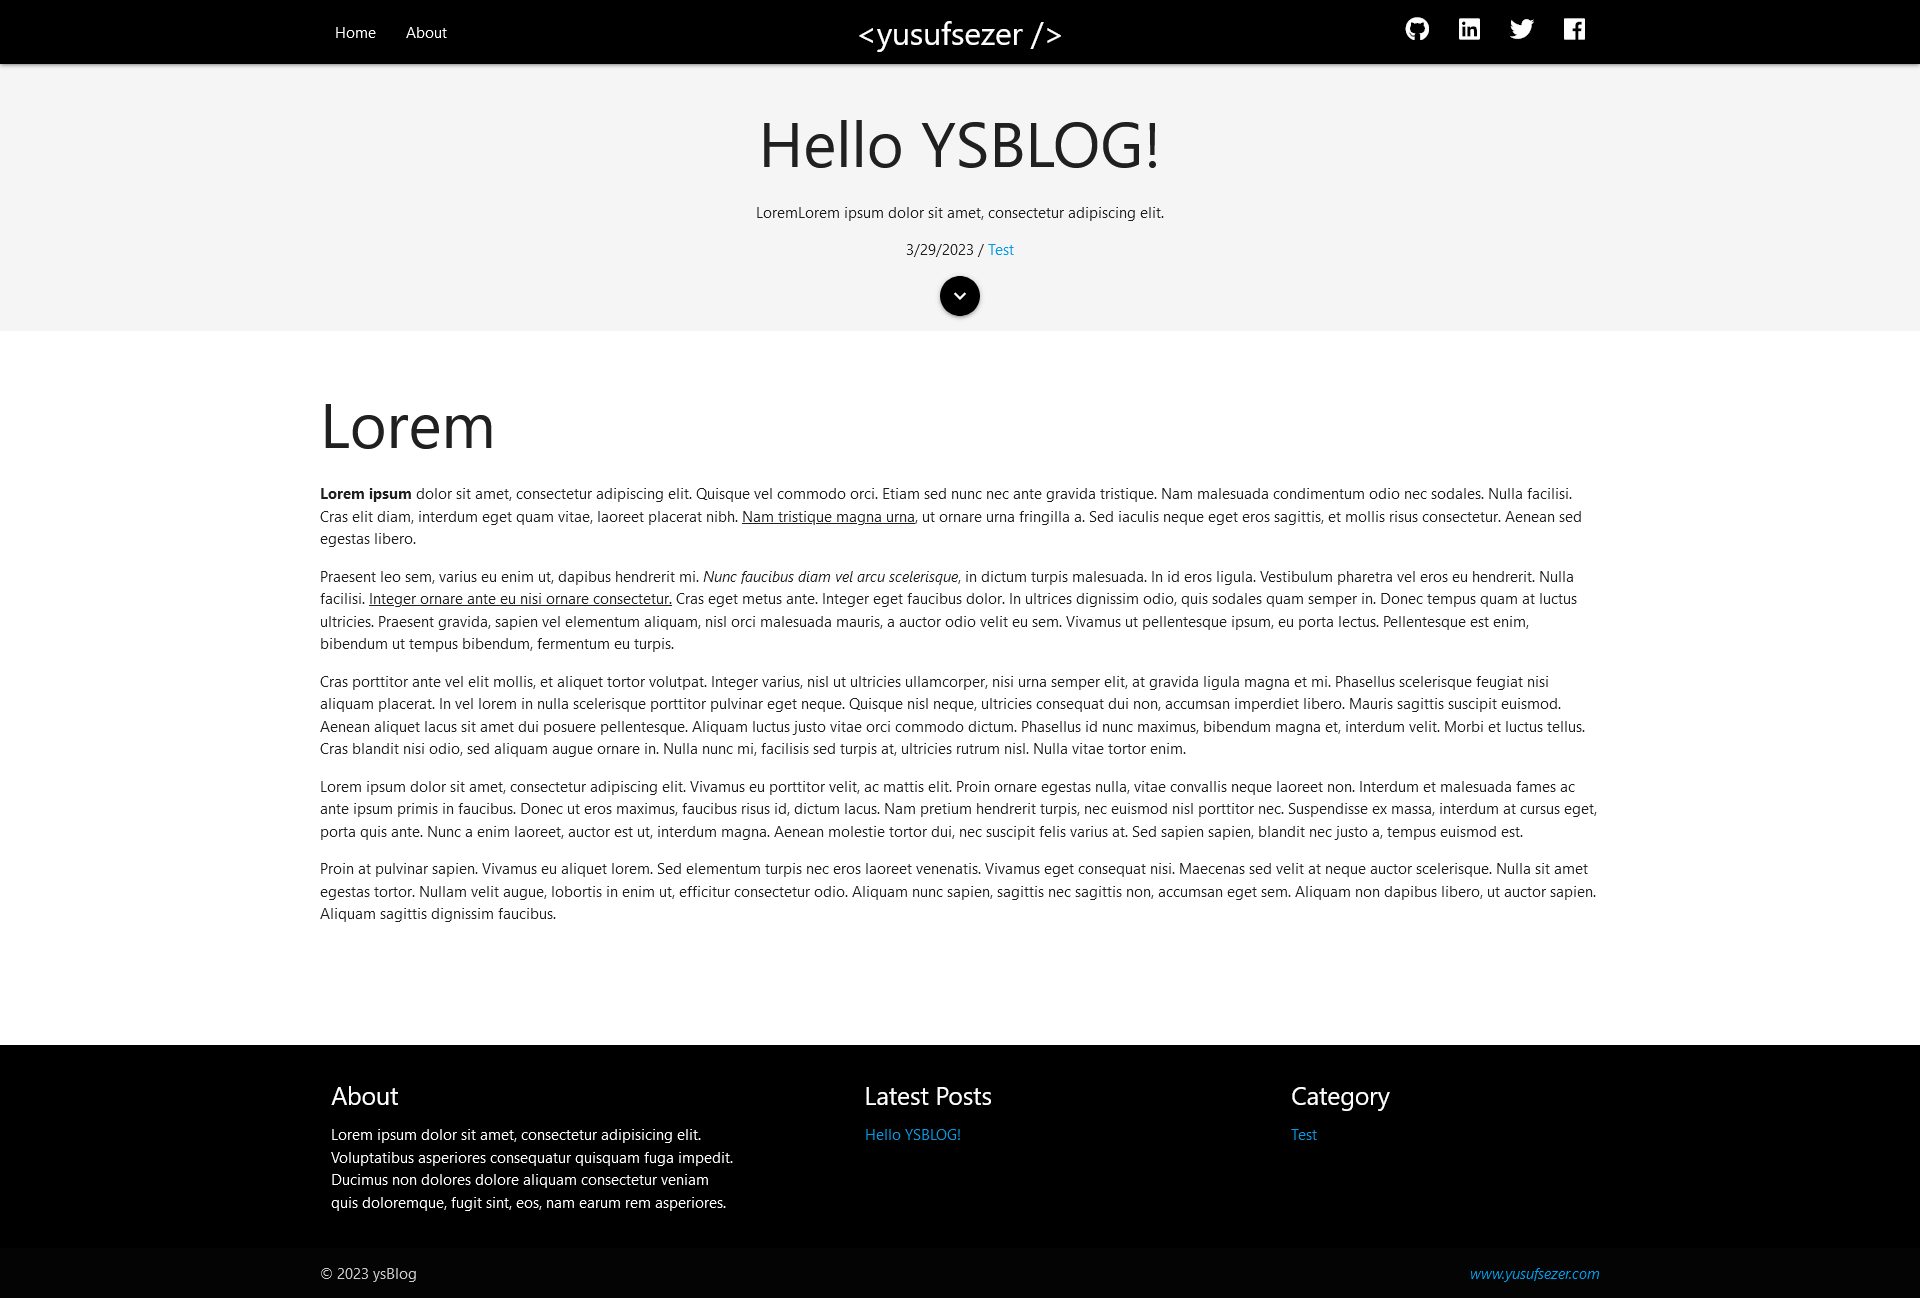 Home About <yusufsezer />
Hello YSBLOG!
LoremLorem ipsum dolor sit amet, consectetur adipiscing elit.
3/29/2023 / Test
Lorem
Lorem ipsum dolor sit amet, consectetur adipiscing elit. Quisque vel commodo orci. Etiam sed nunc nec ante gravida tristique. Nam malesuada condimentum odio nec sodales. Nulla facilisi.
Cras elit diam, interdum eget quam vitae, laoreet placerat nibh. Nam tristique magna urna, ut ornare urna fringilla a. Sed iaculis neque eget eros sagittis, et mollis risus consectetur. Aenean sed
egestas libero.
Praesent leo sem, varius eu enim ut, dapibus hendrerit mi. Nunc faucibus diam vel arcu scelerisque, in dictum turpis malesuada. In id eros ligula. Vestibulum pharetra vel eros eu hendrerit. Nulla
facilisi. Integer ornare ante eu nisi ornare consectetur. Cras eget metus ante. Integer eget faucibus dolor. In ultrices dignissim odio, quis sodales quam semper in. Donec tempus quam at luctus
ultricies. Praesent gravida, sapien vel elementum aliquam, nisl orci malesuada mauris, a auctor odio velit eu sem. Vivamus ut pellentesque ipsum, eu porta lectus. Pellentesque est enim,
bibendum ut tempus bibendum, fermentum eu turpis.
Cras porttitor ante vel elit mollis, et aliquet tortor volutpat. Integer varius, nisl ut ultricies ullamcorper, nisi urna semper elit, at gravida ligula magna et mi. Phasellus scelerisque feugiat nisi
aliquam placerat. In vel lorem in nulla scelerisque porttitor pulvinar eget neque. Quisque nisl neque, ultricies consequat dui non, accumsan imperdiet libero. Mauris sagittis suscipit euismod.
Aenean aliquet lacus sit amet dui posuere pellentesque. Aliquam luctus justo vitae orci commodo dictum. Phasellus id nunc maximus, bibendum magna et, interdum velit. Morbi et luctus tellus.
Cras blandit nisi odio, sed aliquam augue ornare in. Nulla nunc mi, facilisis sed turpis at, ultricies rutrum nisl. Nulla vitae tortor enim.
Lorem ipsum dolor sit amet, consectetur adipiscing elit. Vivamus eu porttitor velit, ac mattis elit. Proin ornare egestas nulla, vitae convallis neque laoreet non. Interdum et malesuada fames ac
ante ipsum primis in faucibus. Donec ut eros maximus, faucibus risus id, dictum lacus. Nam pretium hendrerit turpis, nec euismod nisl porttitor nec. Suspendisse ex massa, interdum at cursus eget,
porta quis ante. Nunc a enim laoreet, auctor est ut, interdum magna. Aenean molestie tortor dui, nec suscipit felis varius at. Sed sapien sapien, blandit nec justo a, tempus euismod est.
Proin at pulvinar sapien. Vivamus eu aliquet lorem. Sed elementum turpis nec eros laoreet venenatis. Vivamus eget consequat nisi. Maecenas sed velit at neque auctor scelerisque. Nulla sit amet
egestas tortor. Nullam velit augue, lobortis in enim ut, efficitur consectetur odio. Aliquam nunc sapien, sagittis nec sagittis non, accumsan eget sem. Aliquam non dapibus libero, ut auctor sapien.
Aliquam sagittis dignissim faucibus.
About
Lorem ipsum dolor sit amet, consectetur adipisicing elit.
Voluptatibus asperiores consequatur quisquam fuga impedit.
Ducimus non dolores dolore aliquam consectetur veniam
quis doloremque, fugit sint, eos, nam earum rem asperiores.
Latest Posts
Hello YSBLOG!
Category
Test
© 2023 ysBlog
www.yusufsezer.com